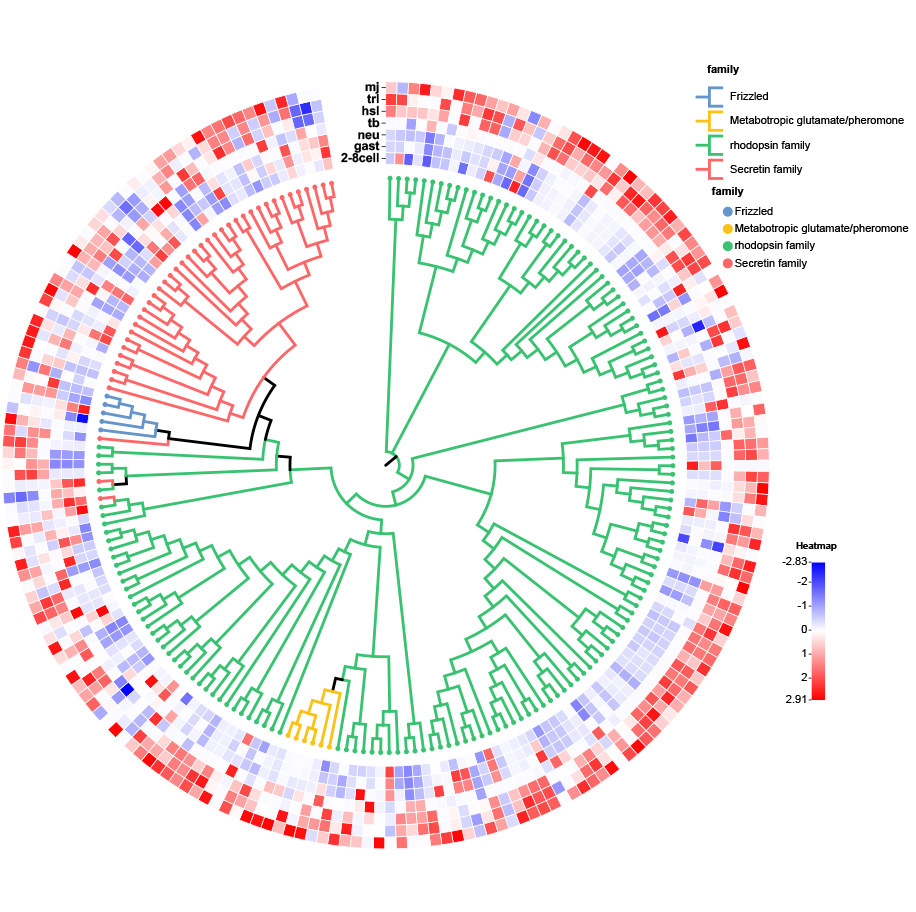 family
Frizzled
Metabotropic glutamate/pheromone
rhodopsin family
Secretin family
family
Frizzled
Metabotropic glutamate/pheromone
rhodopsin family
Secretin family
mj
trl
hsl
tb
neu
gast
2-8cell
Heatmap
-2.83
-2
-1
0
1
2
2.91